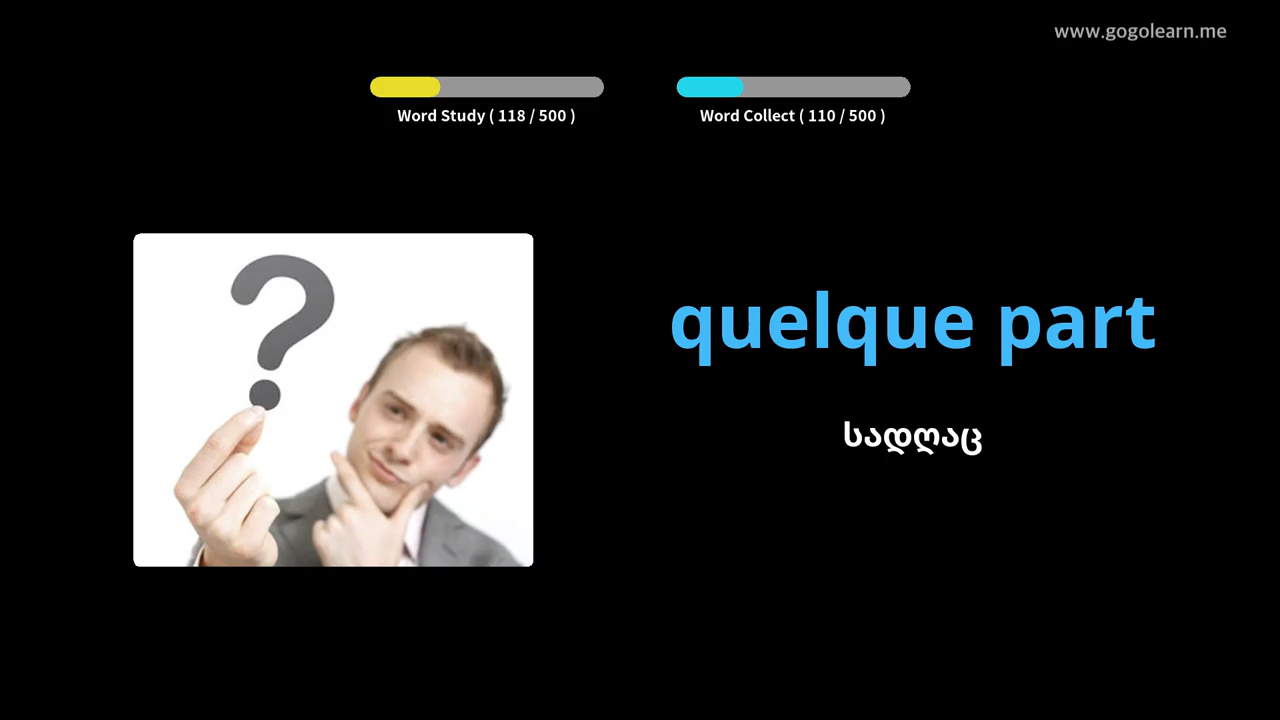 www.gogolearn.me
Word Study ( 118 / 500 )
Word Collect ( 110 / 500 )
quelque part
სადღაც